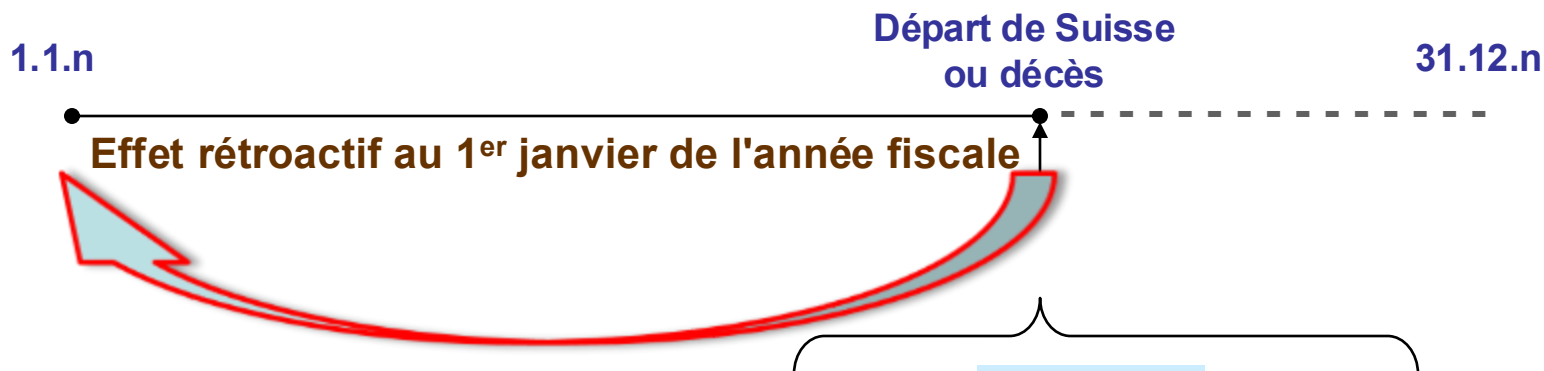 1.1.n
Départ de Suisse
ou décès
31.12.n
Effet rétroactif au 1er janvier de l'année fiscale